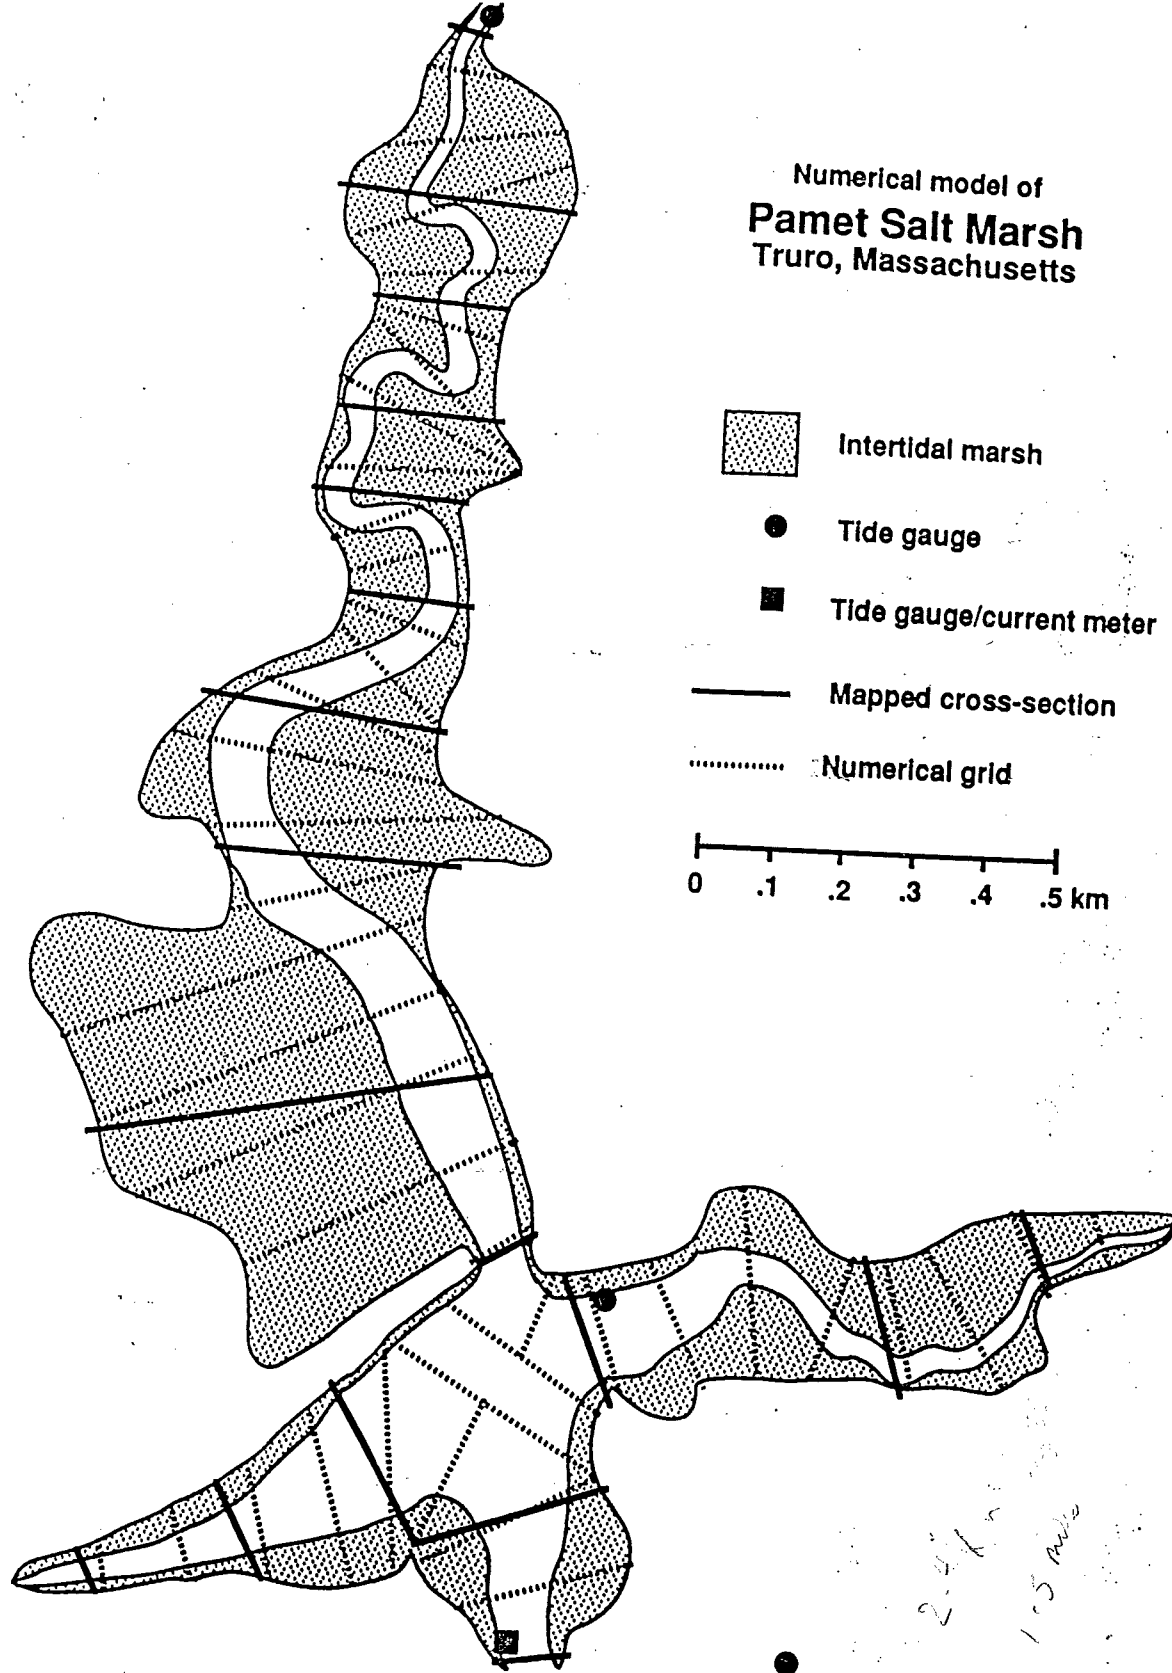 Numerical model of
Pamet Salt Marsh
Truro, Massachusetts
Intertidal marsh
Tide gauge
Tide gauge/current meter
Mapped cross-section
Numerical grid
0 .1 .2 .3 .4 .5 km